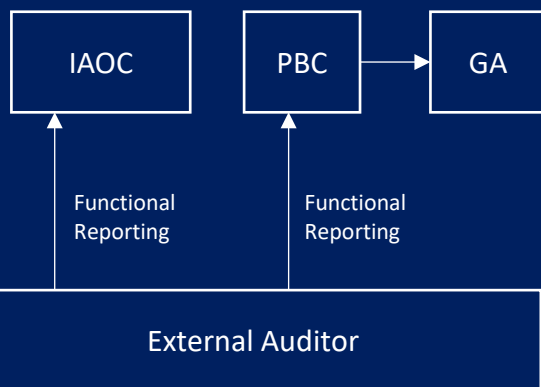 IAOC
PBC
GA
Functional
Reporting
Functional
Reporting
External Auditor